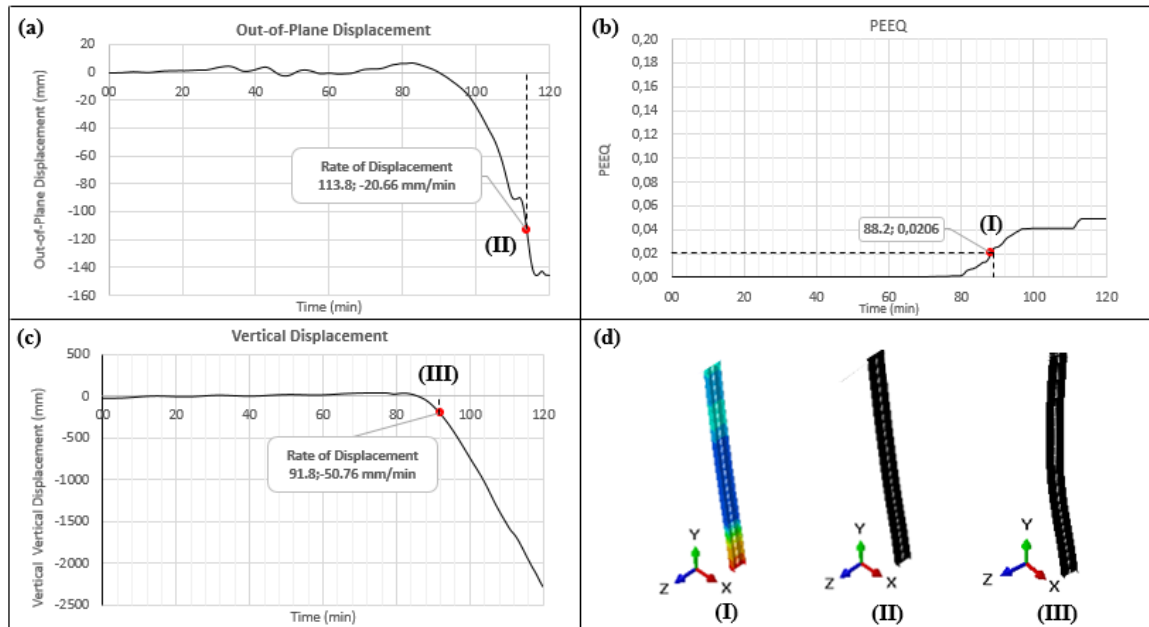 (a)
Out-of-Plane Displacement
20
0
-20
-40
-60
-80
-100
-120
-140
-160
00 20 40 60 80 100 120
Out-of-Plane Displacement (mm)
Rate of Displacement
113.8; -20.66 mm/min
(II)
Time (min)
(b)
PEEQ
0,20
0,18
0,16
0,14
0,12
0,10
0,08
0,06
0,04
0,02
0,00
PEEQ
(I)
88.2; 0,0206
00 20 40 60 80 100 120
Time (min)
(c)
Vertical Displacement
500
0
-500
-1000
-1500
-2000
-2500
Vertical Vertical Displacement (mm)
(III)
00 20 40 60 80 100 120
Rate of Displacement
91.8;-50.76 mm/min
Time (min)
(d)
Y
Z
X
(I)
Y
Z
X
(II)
Y
Z
X
(III)